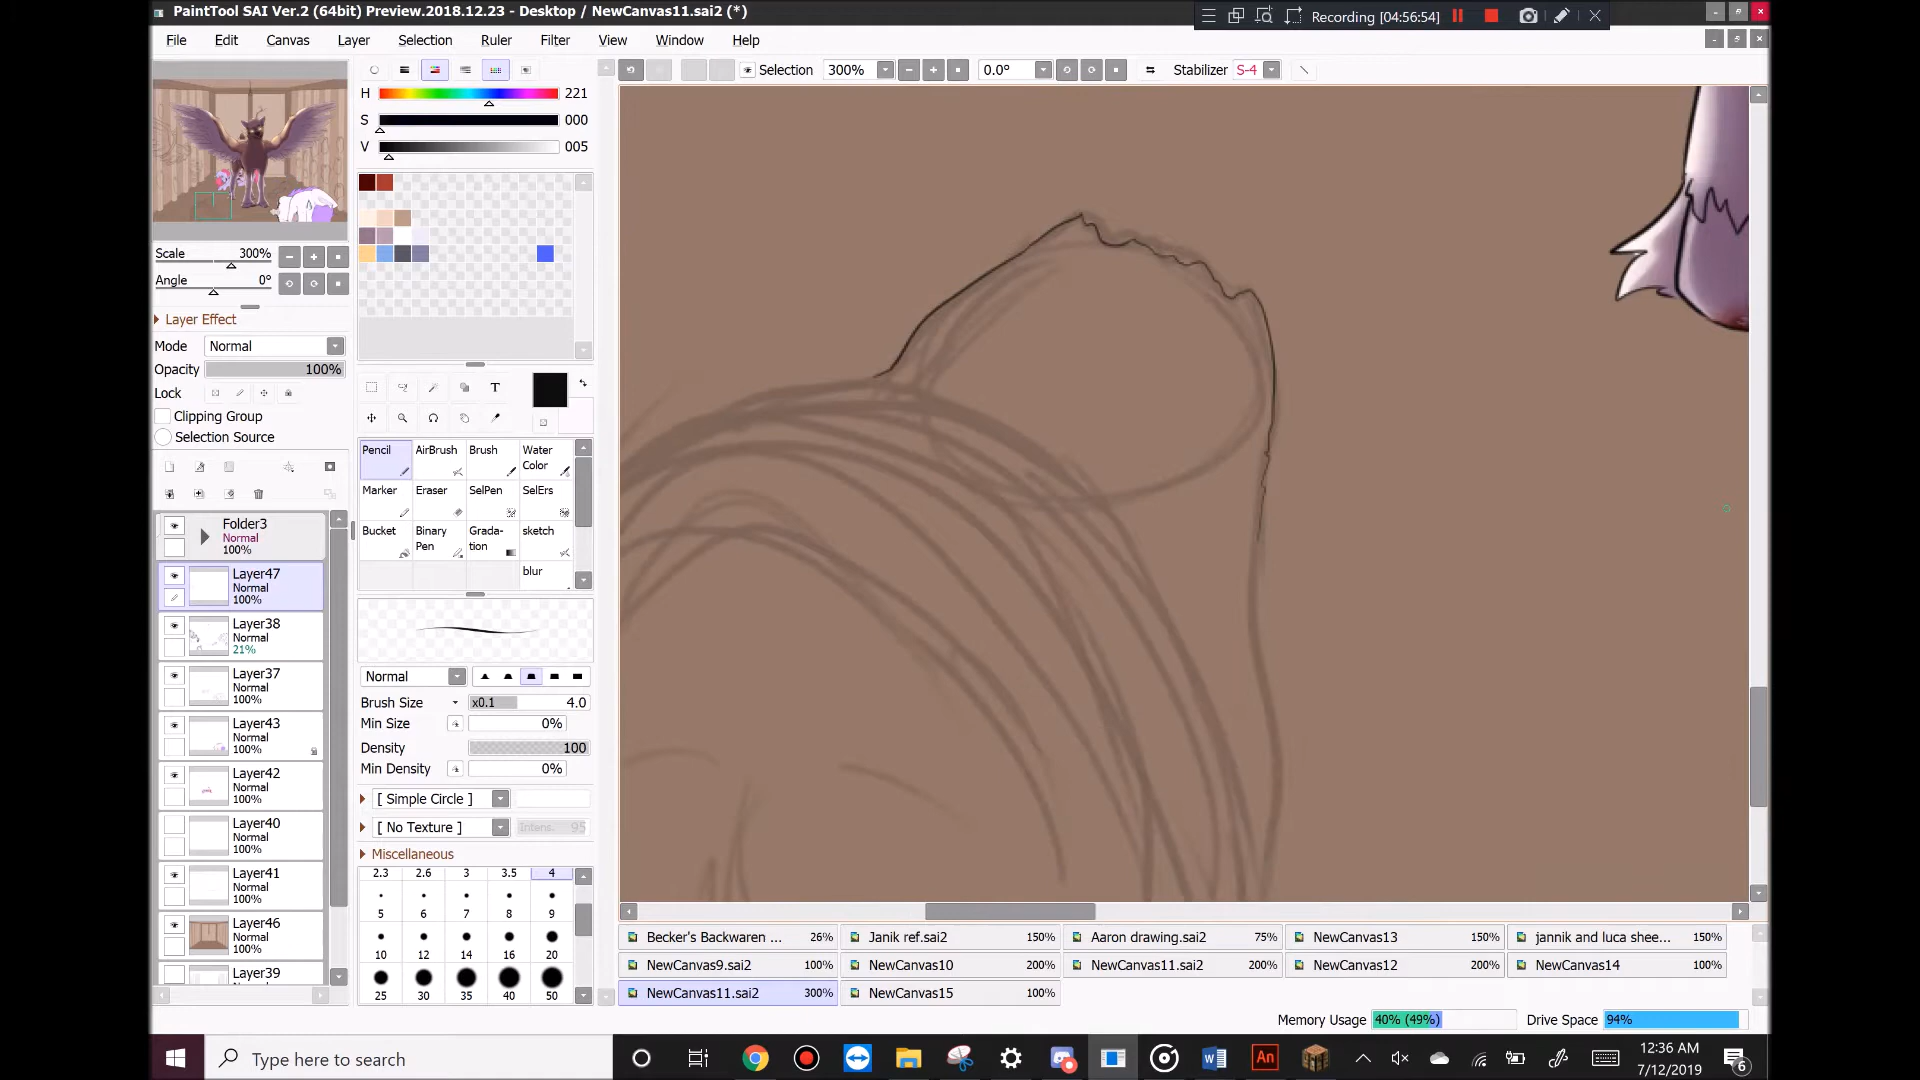 PaintTool SAI Ver.2 (64bit) Preview.2018.12.23 - Desktop / NewCanvas11.sai2 (*)
Recording (04:56:54)
File Edit Canvas Layer Selection Ruler Filter View Window Help
Selection 300% 0.0° Stabilizer S-4
H 221
S 000
V 005
Scale 300%
Angle 0°
Layer Effect
Mode Normal
Opacity 100%
Lock
Clipping Group
Selection Source
T
Pencil AirBrush Brush Water Color
Marker Eraser SelPen SelErs
Bucket Binary Pen Grada-tion sketch
blur
Folder3
Normal
100%
Layer47
Normal
100%
Layer38
Normal
21%
Layer37
Normal
100%
Layer43
Normal
100%
Layer42
Normal
100%
Layer40
Normal
100%
Layer41
Normal
100%
Layer46
Normal
100%
Layer39
Normal
Brush Size x0.1 4.0
Min Size 0%
Density 100
Min Density 0%
[ Simple Circle ]
[ No Texture ] Intens. 95
Miscellaneous
2.3 2.6 3 3.5 4
5 6 7 8 9
10 12 14 16 20
25 30 35 40 50
Becker's Backwaren ... 26% Janik ref.sai2 150% Aaron drawing.sai2 75% NewCanvas13 150% jannik and luca shee... 150%
NewCanvas9.sai2 100% NewCanvas10 200% NewCanvas11.sai2 200% NewCanvas12 200% NewCanvas14 100%
NewCanvas11.sai2 300% NewCanvas15 100%
Memory Usage 40% (49%) Drive Space 94%
Type here to search
An
12:36 AM
7/12/2019
6